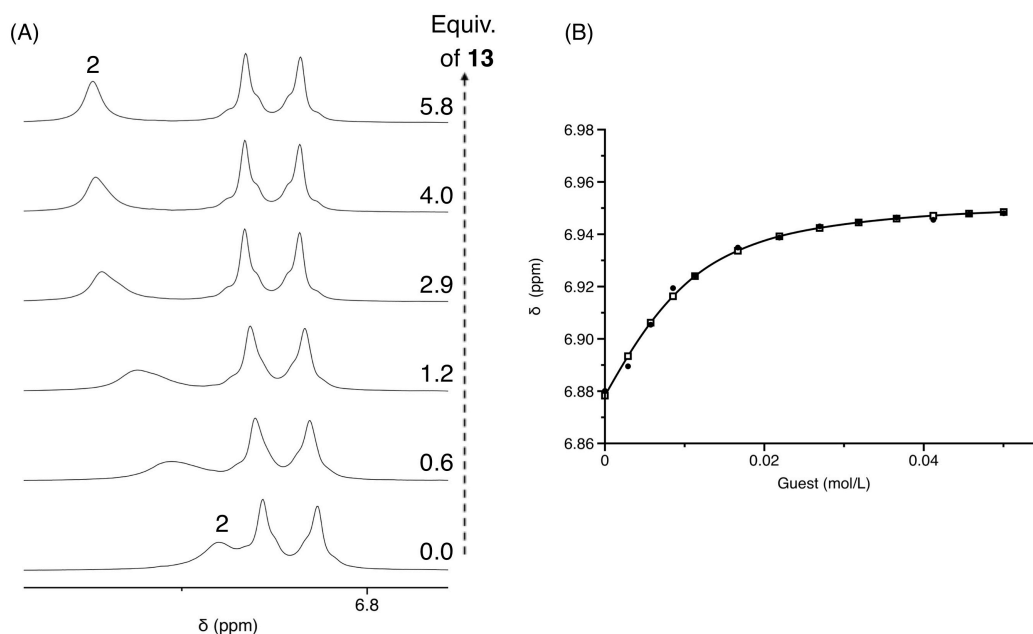 (A)
Equiv.
of 13
2
5.8
4.0
2.9
1.2
0.6
2
0.0
6.8
δ (ppm)
(B)
6.98
6.96
6.94
6.92
6.90
6.88
6.86
δ (ppm)
0
0.02
0.04
Guest (mol/L)